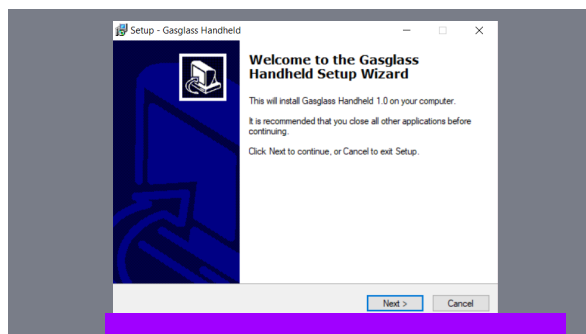 Setup - Gasglass Handheld
Welcome to the Gasglass
Handheld Setup Wizard
This will install Gasglass Handheld 1.0 on your computer.
It is recommended that you close all other applications before
continuing.
Click Next to continue, or Cancel to exit Setup.
Next >
Cancel